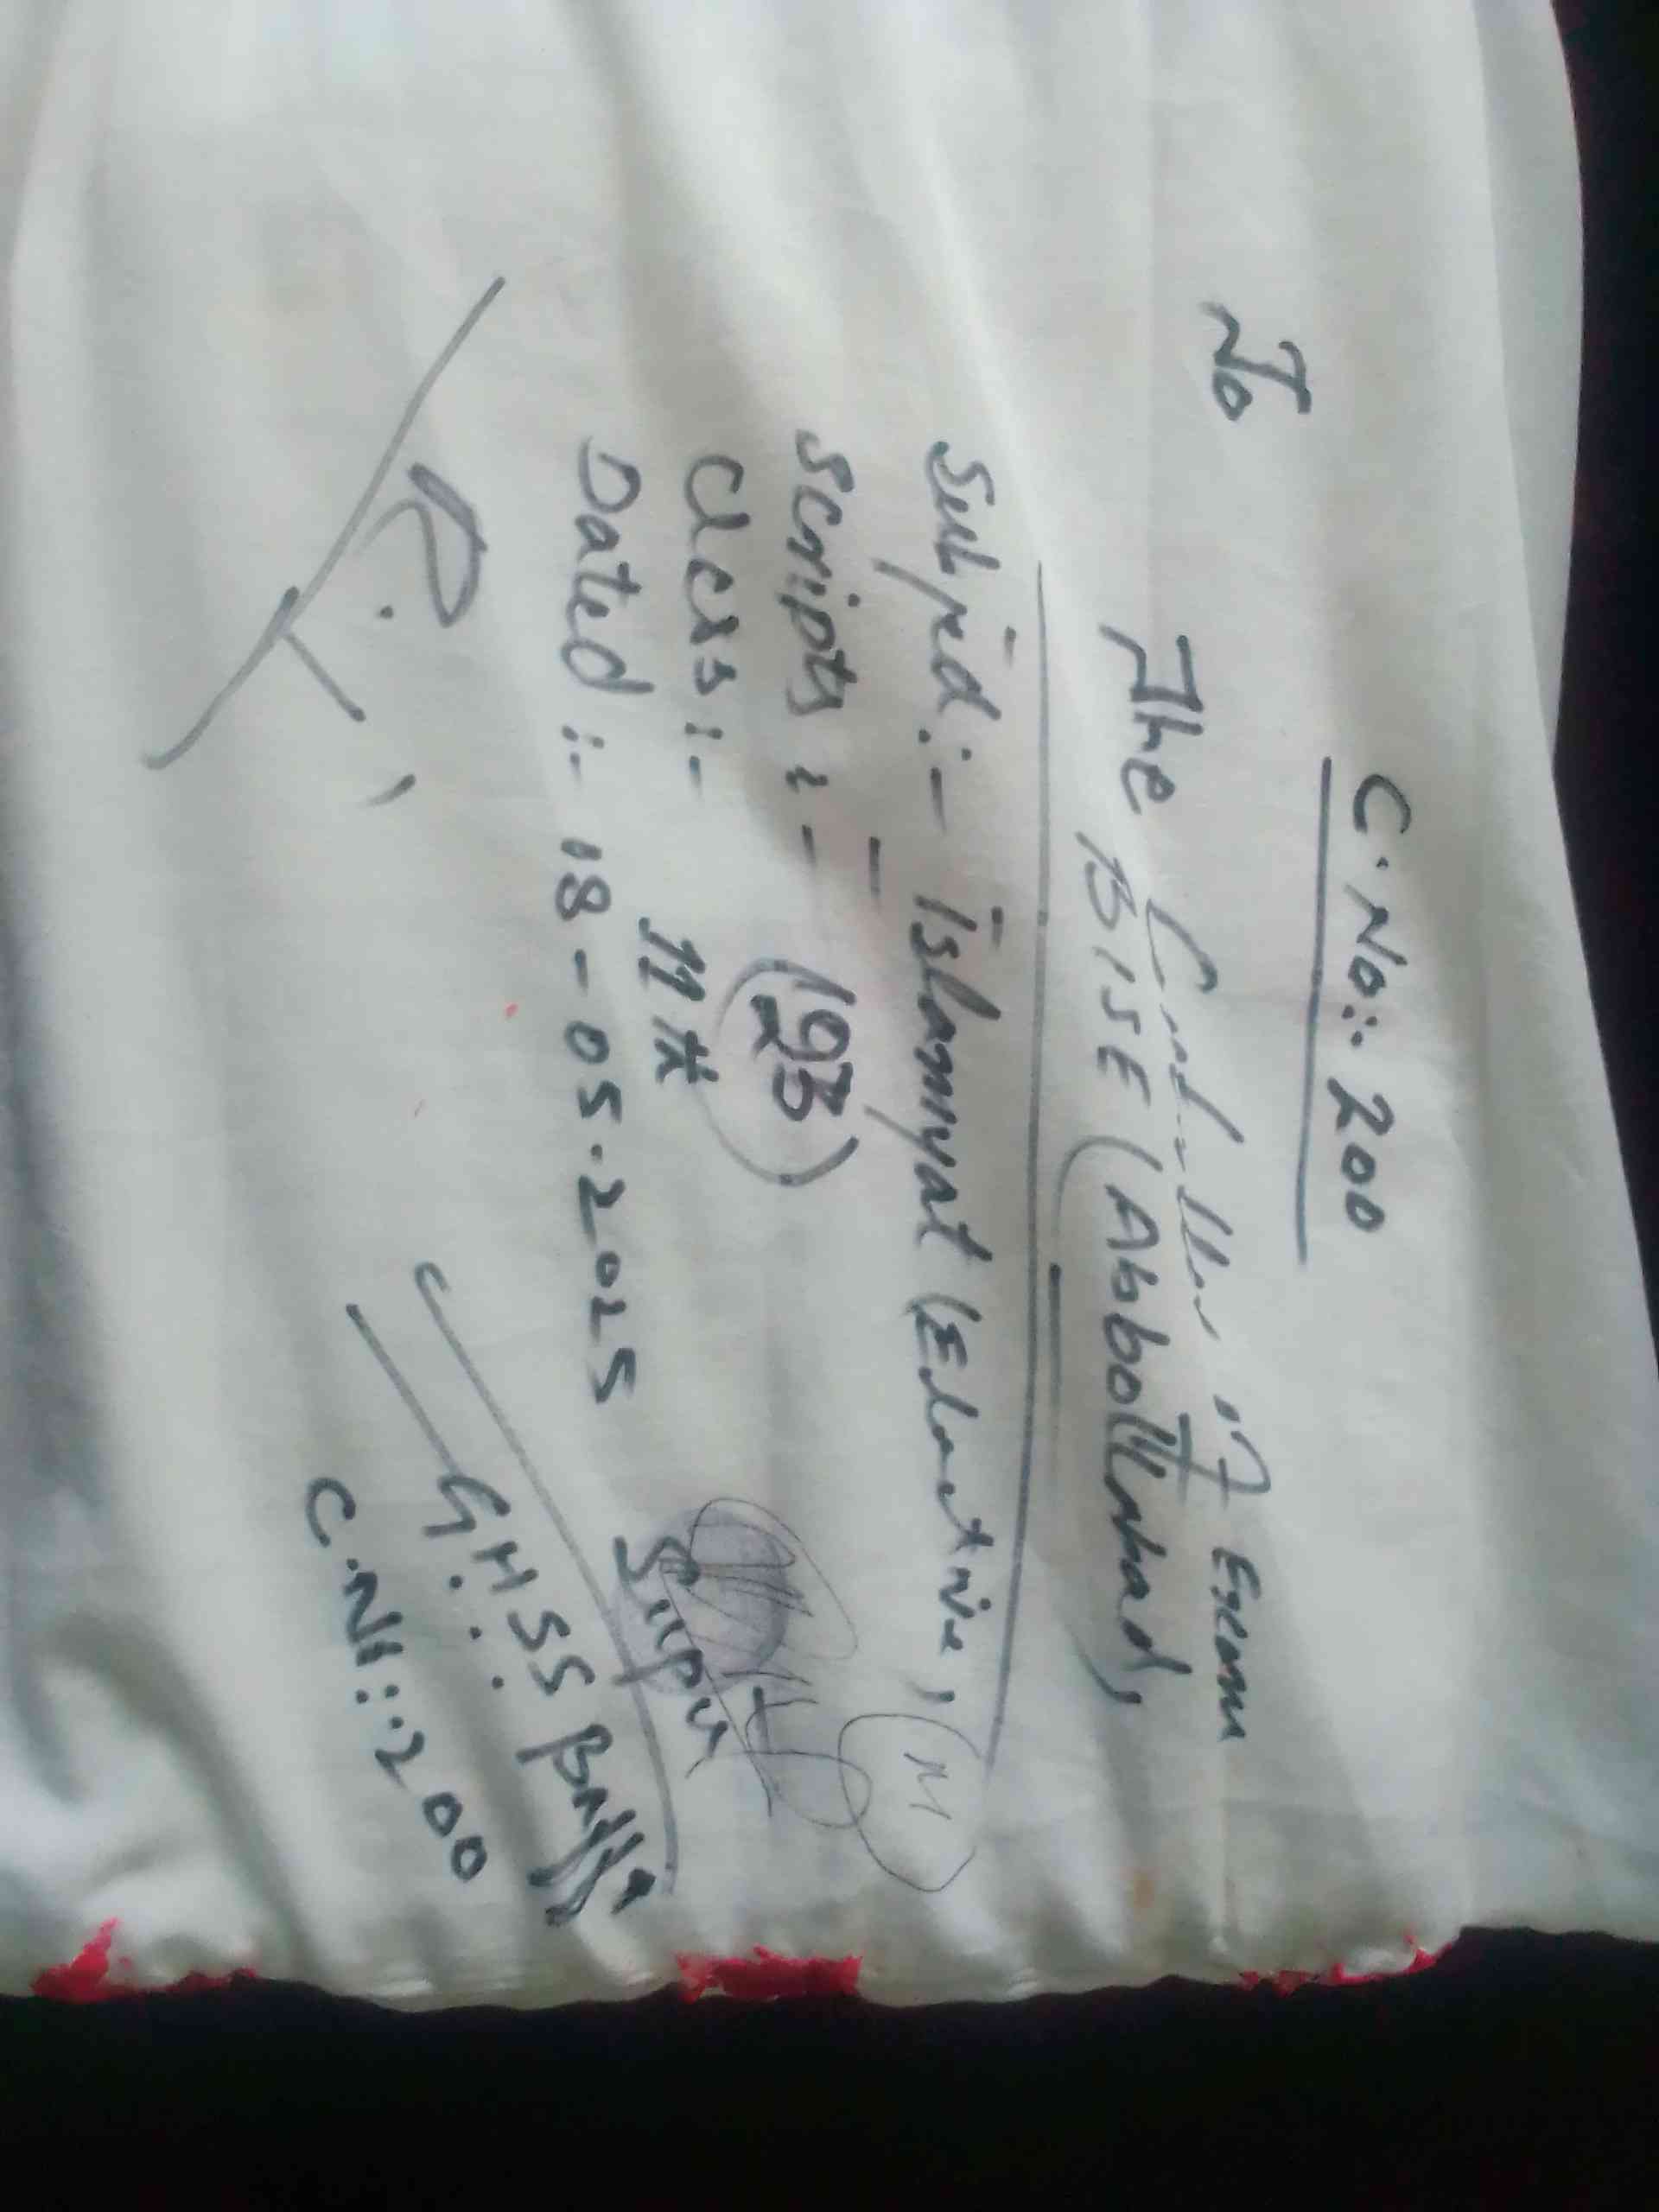 C. No:- 200
To
The Controller of Exam
BISE (Abbottabad)
Subject:- Islamiyat (Elective) M
Scripts:- (193)
Class:- 11th
Dated:- 18-05-2025
R.
Supdt
G.H.S.S Baffa
C.No:-200